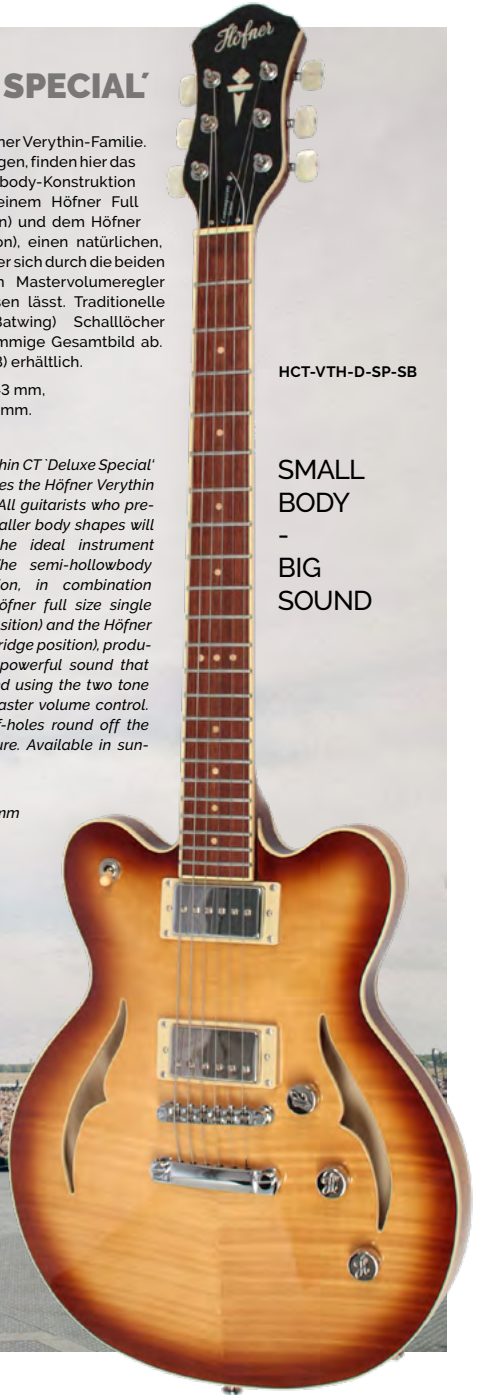 SPECIAL´
ner Verythin-Familie.
gen, finden hier das
body-Konstruktion
einem Höfner Full
n) und dem Höfner
on), einen natürlichen,
er sich durch die beiden
n Mastervolumeregler
sen lässt. Traditionelle
Batwing) Schalllöcher
mmige Gesamtbild ab.
B) erhältlich.
43 mm,
mm.
hin CT `Deluxe Special‘
es the Höfner Verythin
All guitarists who pre-
aller body shapes will
he ideal instrument
he semi-hollowbody
ion, in combination
öfner full size single
sition) and the Höfner
ridge position), produ-
powerful sound that
d using the two tone
aster volume control.
f-holes round off the
ure. Available in sun-
mm
Höfner
HCT-VTH-D-SP-SB
SMALL
BODY
-
BIG
SOUND